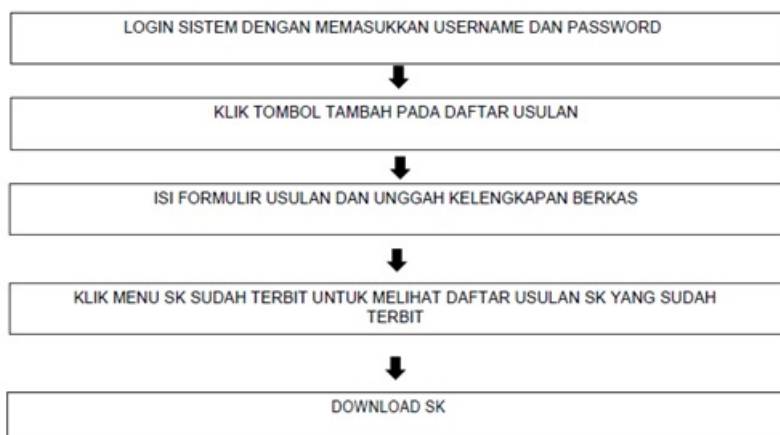 LOGIN SISTEM DENGAN MEMASUKKAN USERNAME DAN PASSWORD
KLIK TOMBOL TAMBAH PADA DAFTAR USULAN
ISI FORMULIR USULAN DAN UNGGAH KELENGKAPAN BERKAS
KLIK MENU SK SUDAH TERBIT UNTUK MELIHAT DAFTAR USULAN SK YANG SUDAH
TERBIT
DOWNLOAD SK